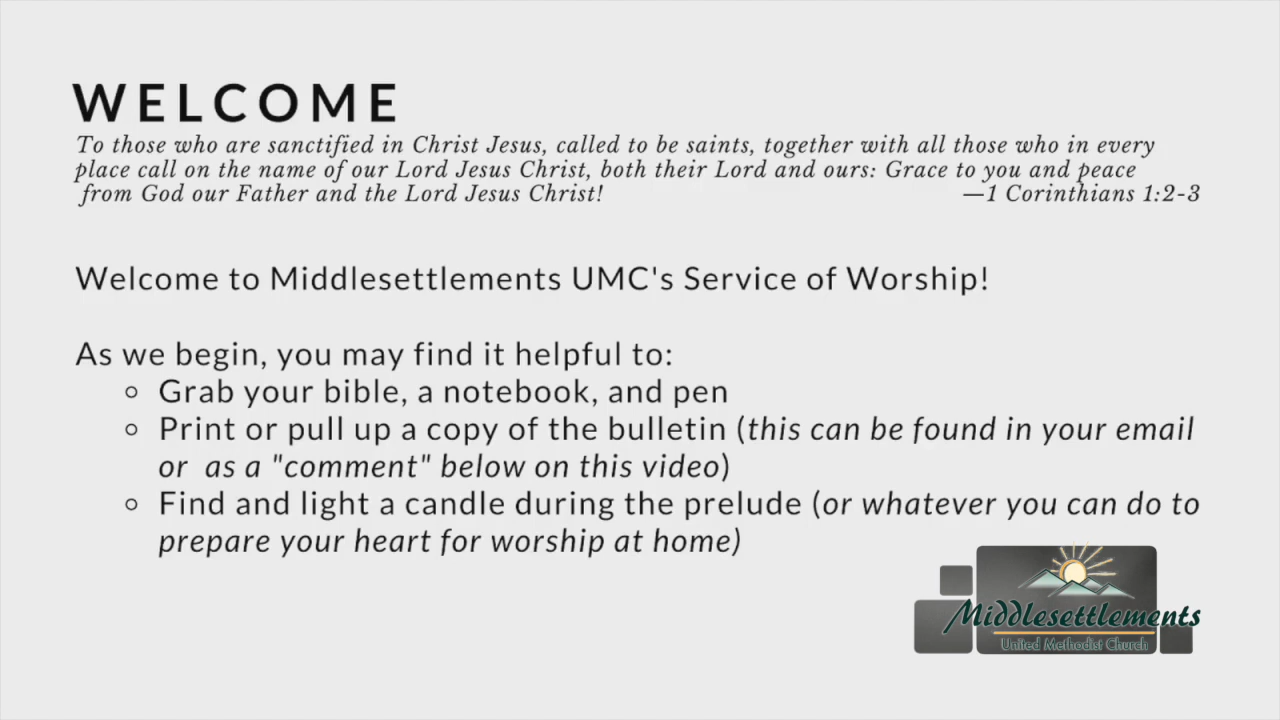 WELCOME
To those who are sanctified in Christ Jesus, called to be saints, together with all those who in every
place call on the name of our Lord Jesus Christ, both their Lord and ours: Grace to you and peace
from God our Father and the Lord Jesus Christ! —1 Corinthians 1:2-3
Welcome to Middlesettlements UMC's Service of Worship!
As we begin, you may find it helpful to:
Grab your bible, a notebook, and pen
Print or pull up a copy of the bulletin (this can be found in your email
or as a "comment" below on this video)
Find and light a candle during the prelude (or whatever you can do to
prepare your heart for worship at home)
Middlesettlements
United Methodist Church